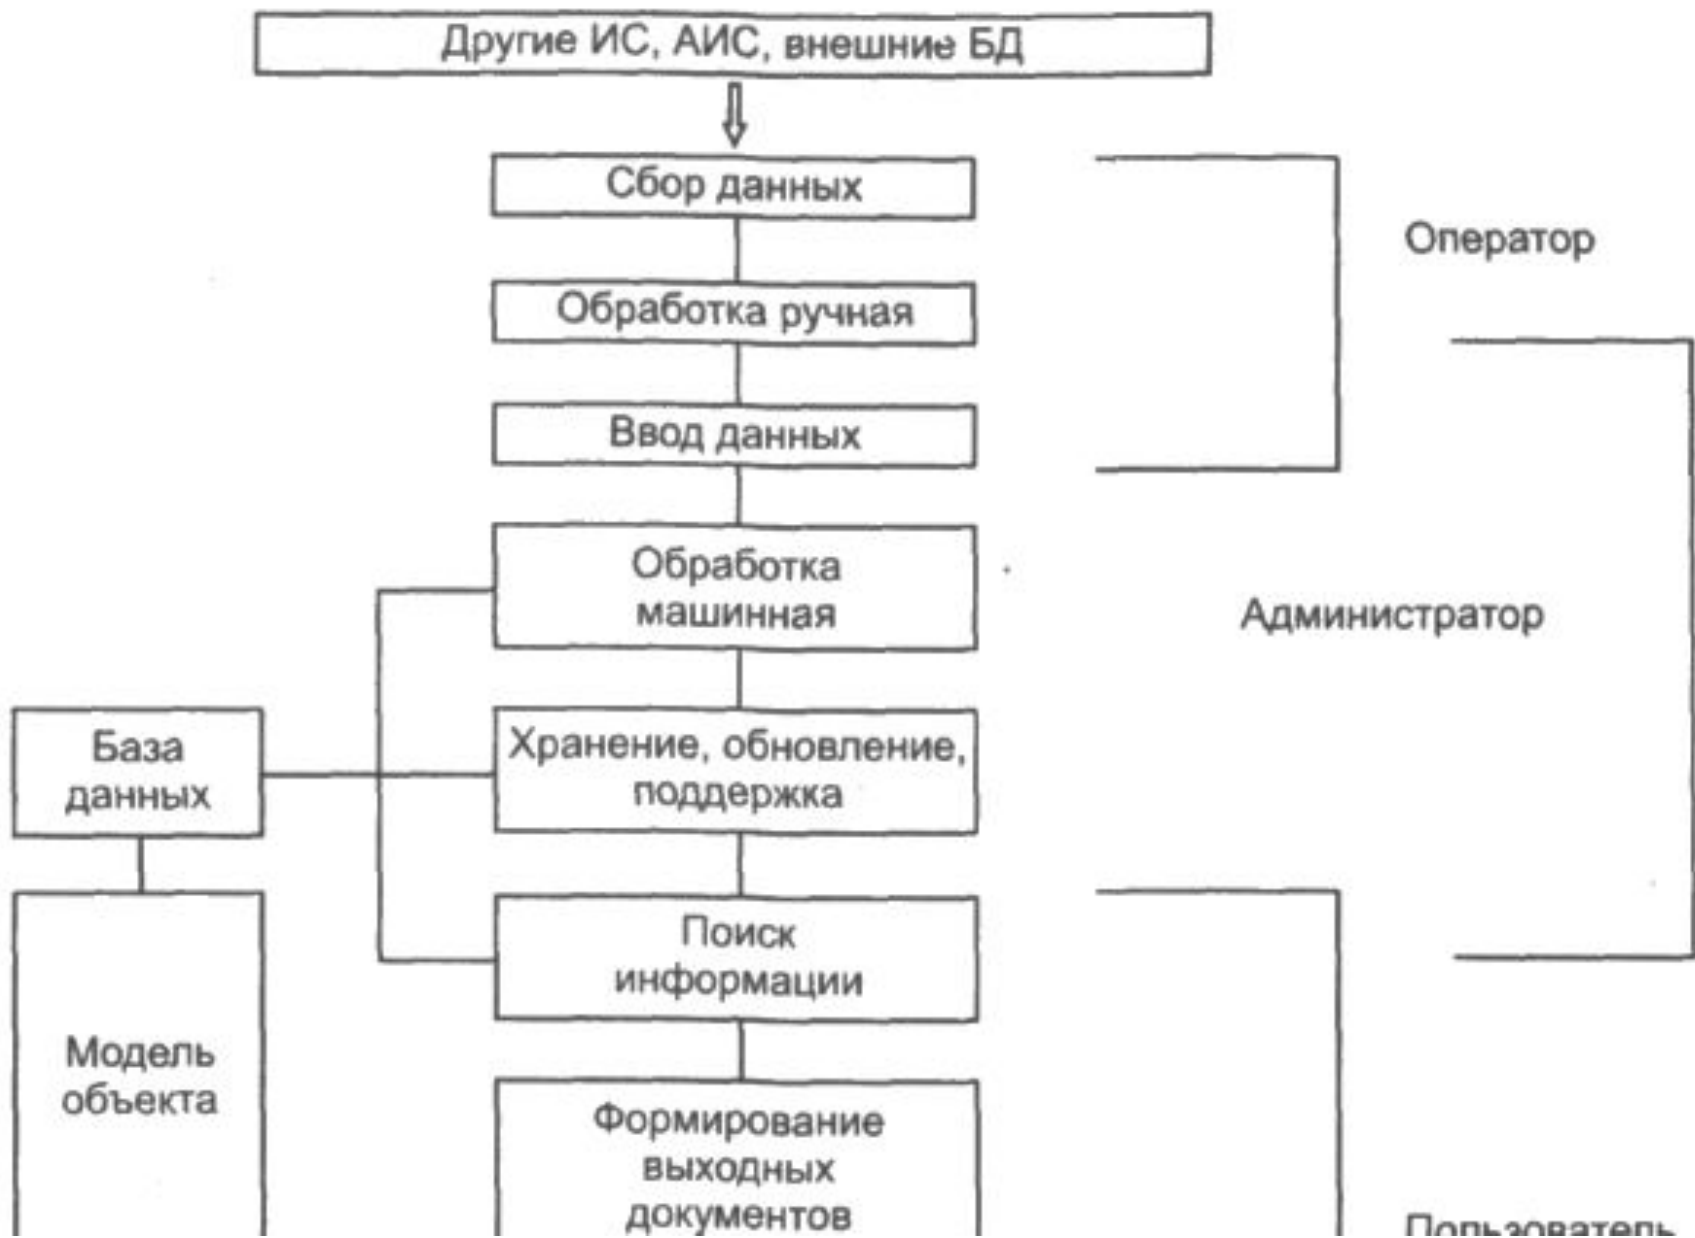 Другие ИС, АИС, внешние БД
Сбор данных
Оператор
Обработка ручная
Ввод данных
Обработка
машинная
Администратор
База
данных
Хранение, обновление,
поддержка
Поиск
информации
Модель
объекта
Формирование
выходных
документов
Пользователь